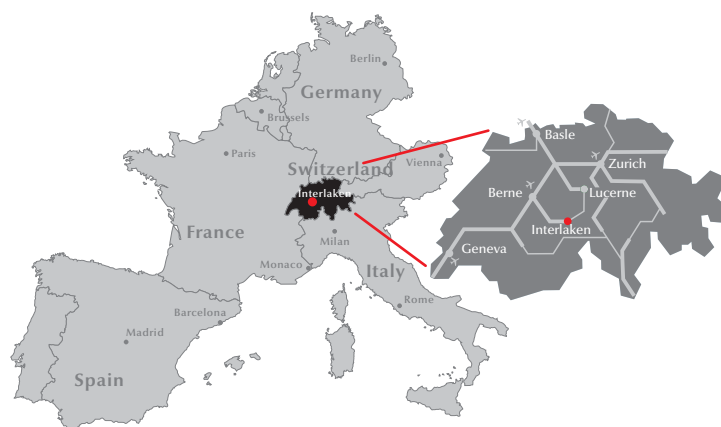 Berlin
Germany
Brussels
Paris
Switzerland
Vienna
Interlaken
France
Milan
Monaco
Italy
Rome
Barcelona
Madrid
Spain
Basle
Zurich
Berne
Lucerne
Interlaken
Geneva